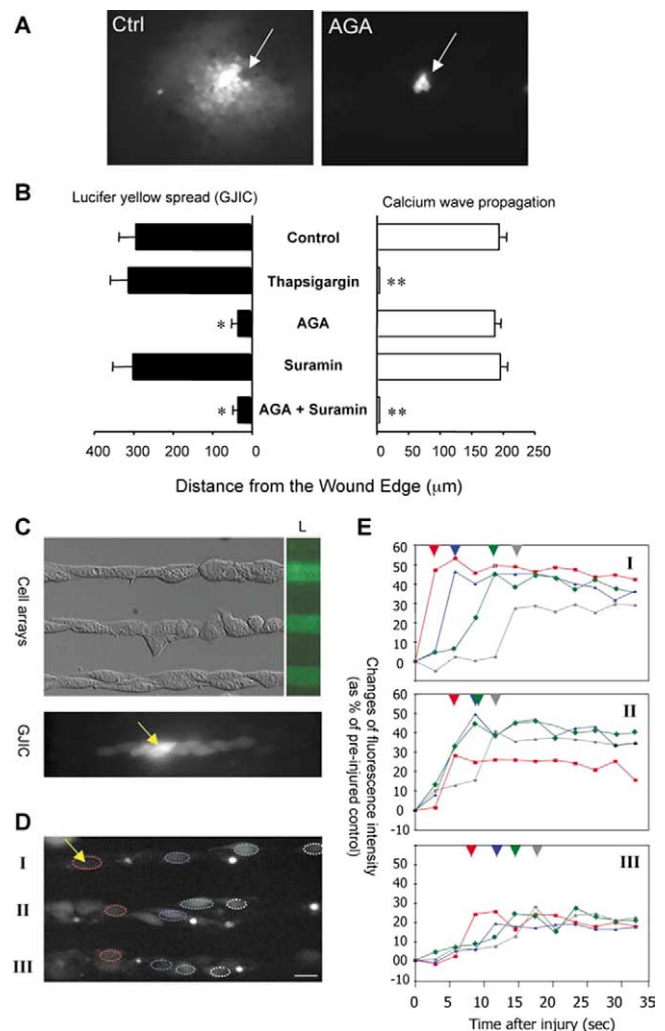 A
Ctrl
AGA
B
Lucifer yellow spread (GJIC)
Calcium wave propagation
Control
Thapsigargin
**
*
AGA
Suramin
*
AGA + Suramin
**
400 300 200 100 0
0 50 100 150 200 250
Distance from the Wound Edge (μm)
C
L
Cell arrays
GJIC
D
I
II
III
E
Changes of fluorescence intensity
(as % of pre-injured control)
60
50
40
30
20
10
0
-10
I
60
50
40
30
20
10
0
-10
II
60
50
40
30
20
10
00
10
III
0 5 10 15 20 25 30 35
Time after injury (sec)